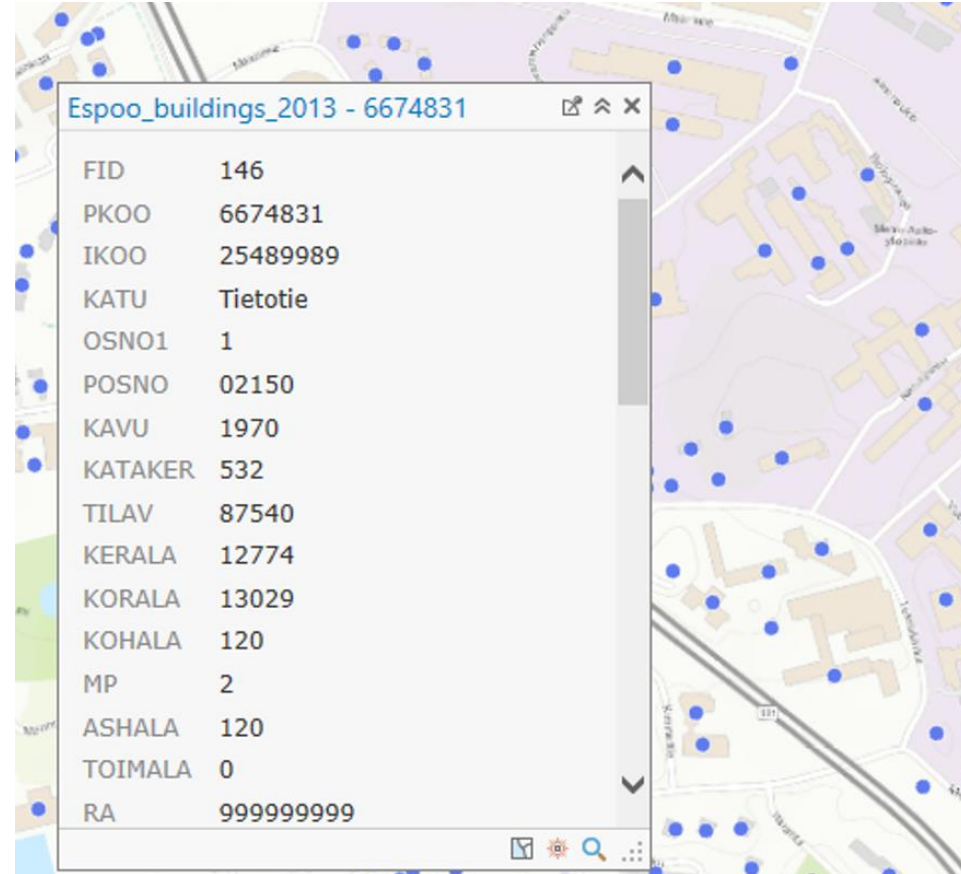 Espoo_buildings_2013 - 6674831
FID 146
PKOO 6674831
IKOO 25489989
KATU Tietotie
OSNO1 1
POSNO 02150
KAVU 1970
KATAKER 532
TILAV 87540
KERALA 12774
KORALA 13029
KOHALA 120
MP 2
ASHALA 120
TOIMALA 0
RA 999999999